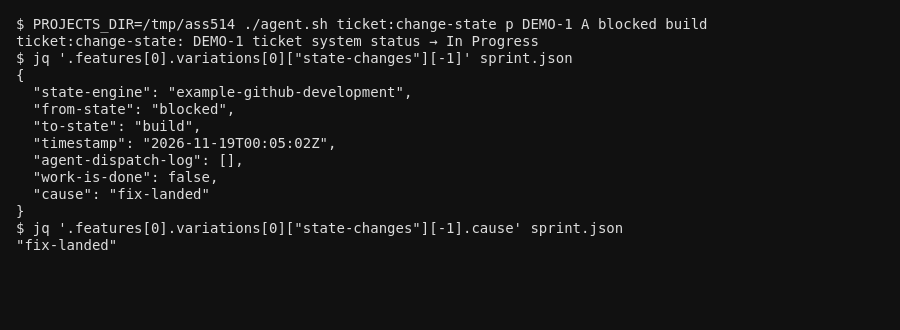 $ PROJECTS_DIR=/tmp/ass514 ./agent.sh ticket:change-state p DEMO-1 A blocked build
ticket:change-state: DEMO-1 ticket system status → In Progress
$ jq '.features[0].variations[0]["state-changes"][-1]' sprint.json
{
  "state-engine": "example-github-development",
  "from-state": "blocked",
  "to-state": "build",
  "timestamp": "2026-11-19T00:05:02Z",
  "agent-dispatch-log": [],
  "work-is-done": false,
  "cause": "fix-landed"
}
$ jq '.features[0].variations[0]["state-changes"][-1].cause' sprint.json
"fix-landed"